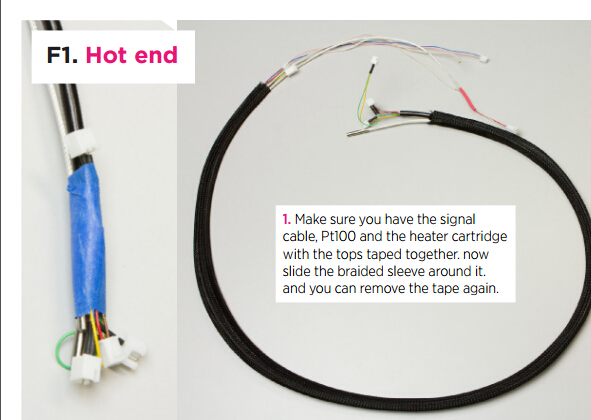 F1. Hot end
1. Make sure you have the signal
cable, Pt100 and the heater cartridge
with the tops taped together. now
slide the braided sleeve around it.
and you can remove the tape again.